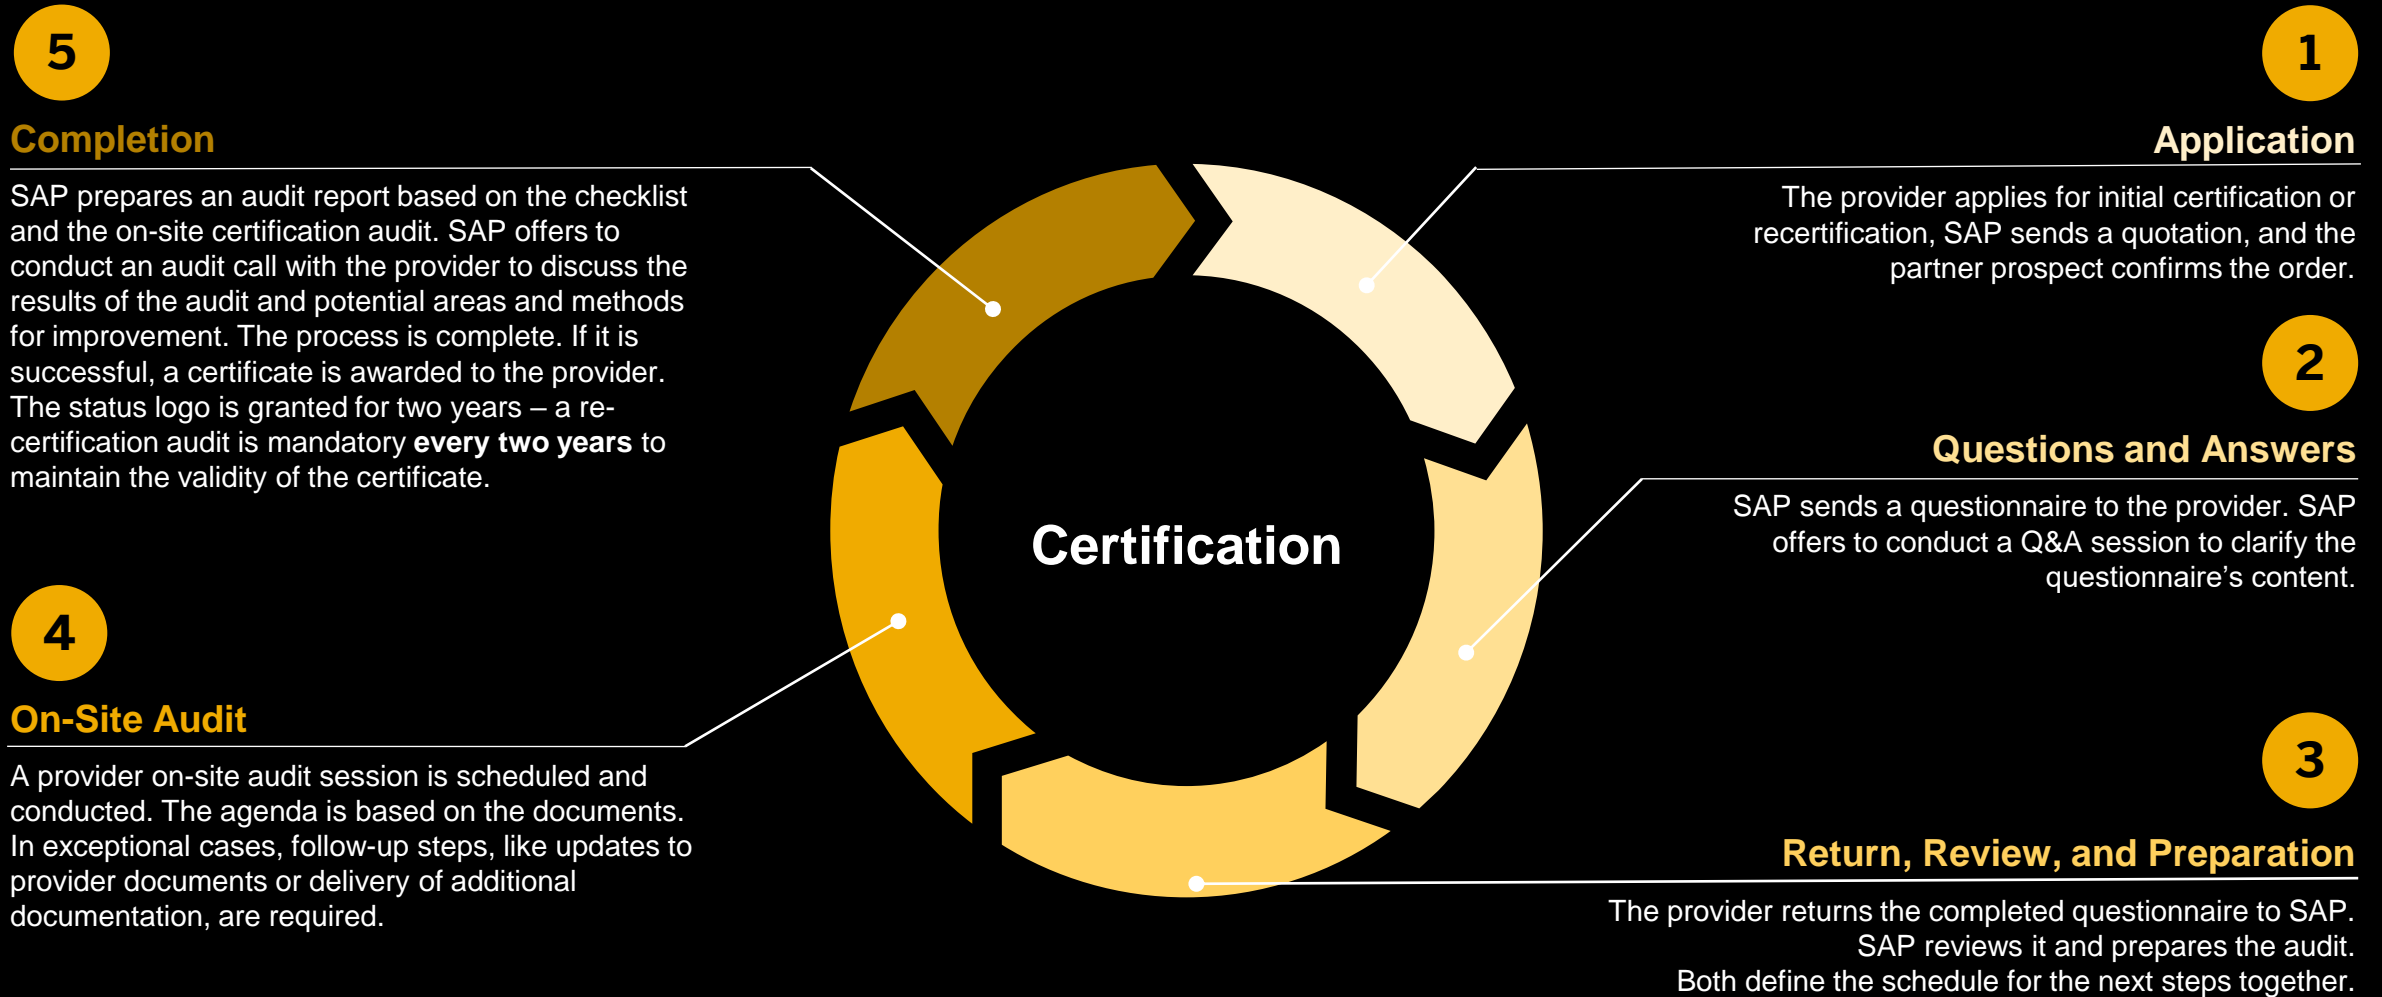 5
Completion
SAP prepares an audit report based on the checklist
and the on-site certification audit. SAP offers to
conduct an audit call with the provider to discuss the
results of the audit and potential areas and methods
for improvement. The process is complete. If it is
successful, a certificate is awarded to the provider.
The status logo is granted for two years – a re-
certification audit is mandatory every two years to
maintain the validity of the certificate.
4
On-Site Audit
A provider on-site audit session is scheduled and
conducted. The agenda is based on the documents.
In exceptional cases, follow-up steps, like updates to
provider documents or delivery of additional
documentation, are required.
Certification
1
Application
The provider applies for initial certification or
recertification, SAP sends a quotation, and the
partner prospect confirms the order.
2
Questions and Answers
SAP sends a questionnaire to the provider. SAP
offers to conduct a Q&A session to clarify the
questionnaire’s content.
3
Return, Review, and Preparation
The provider returns the completed questionnaire to SAP.
SAP reviews it and prepares the audit.
Both define the schedule for the next steps together.